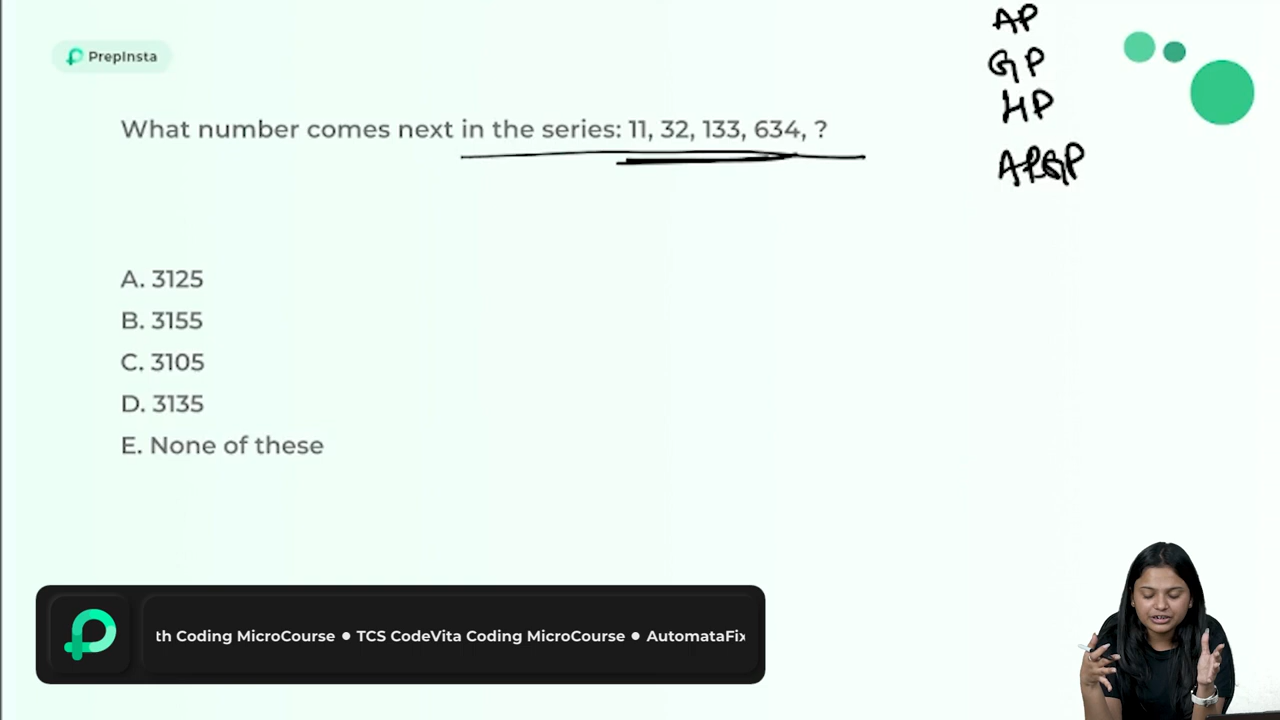 PrepInsta
What number comes next in the series: 11, 32, 133, 634, ?
AP
GP
HP
A. 3125
B. 3155
C. 3105
D. 3135
E. None of these
th Coding MicroCourse ● TCS CodeVita Coding MicroCourse ● AutomataFix